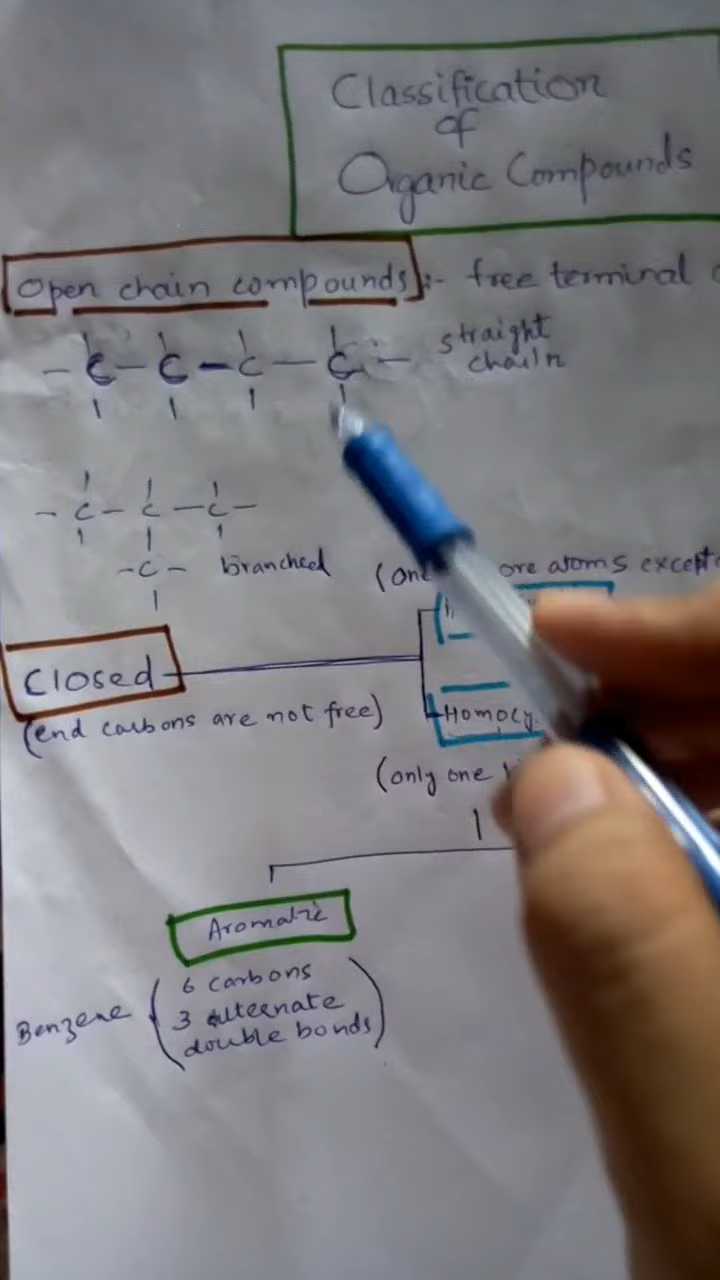 Classification
of
Organic Compounds
Open chain compounds :- free terminal
- C - C - C - C - straight
chain
- C - C - C -
- C - branched
(one ore atoms except
Closed
Homocy
(end carbons are not free)
(only one
Aromatic
6 carbons
Benzene 3 alternate
double bonds